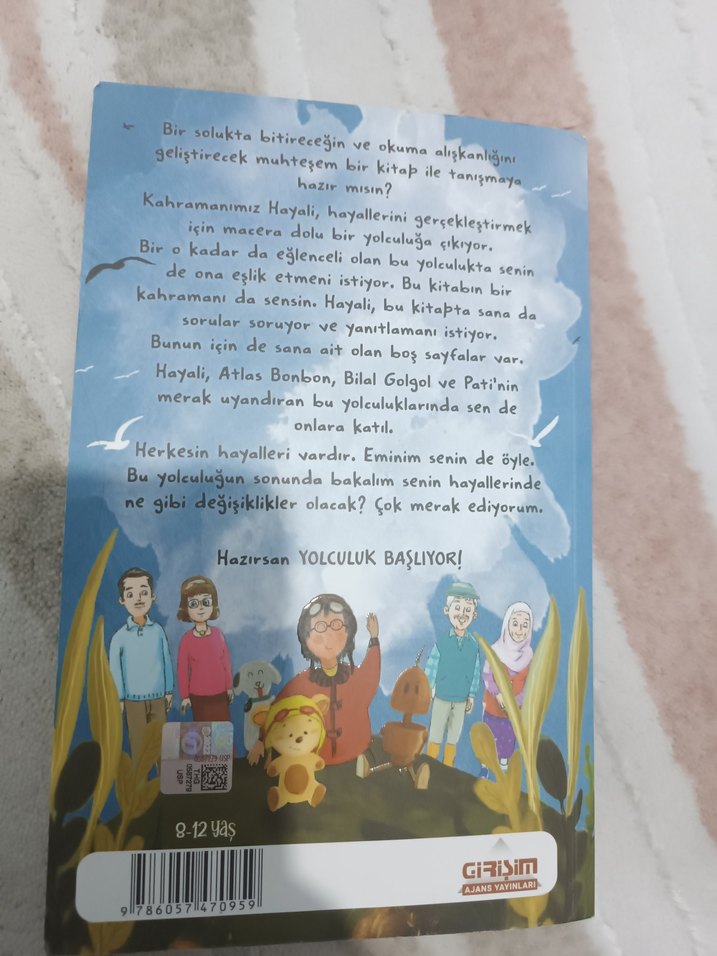 Bir solukta bitireceğin ve okuma alışkanlığını
geliştirecek muhteşem bir kitap ile tanışmaya
hazır mısın?
Kahramanımız Hayali, hayallerini gerçekleştirmek
için macera dolu bir yolculuğa çıkıyor.
Bir o kadar da eğlenceli olan bu yolculukta senin
de ona eşlik etmeni istiyor. Bu kitabın bir
kahramanı da sensin. Hayali, bu kitapta sana da
sorular soruyor ve yanıtlamanı istiyor.
Bunun için de sana ait olan boş sayfalar var.
Hayali, Atlas Bonbon, Bilal Golgol ve Pati'nin
merak uyandıran bu yolculuklarında sen de
onlara katıl.
Herkesin hayalleri vardır. Eminim senin de öyle.
Bu yolculuğun sonunda bakalım senin hayallerinde
ne gibi değişiklikler olacak? Çok merak ediyorum.
Hazırsan YOLCULUK BAŞLIYOR!
THG
0587279
USP
8-12 yaş
GİRİŞİM
AJANS YAYINLARI
9 786057 470959